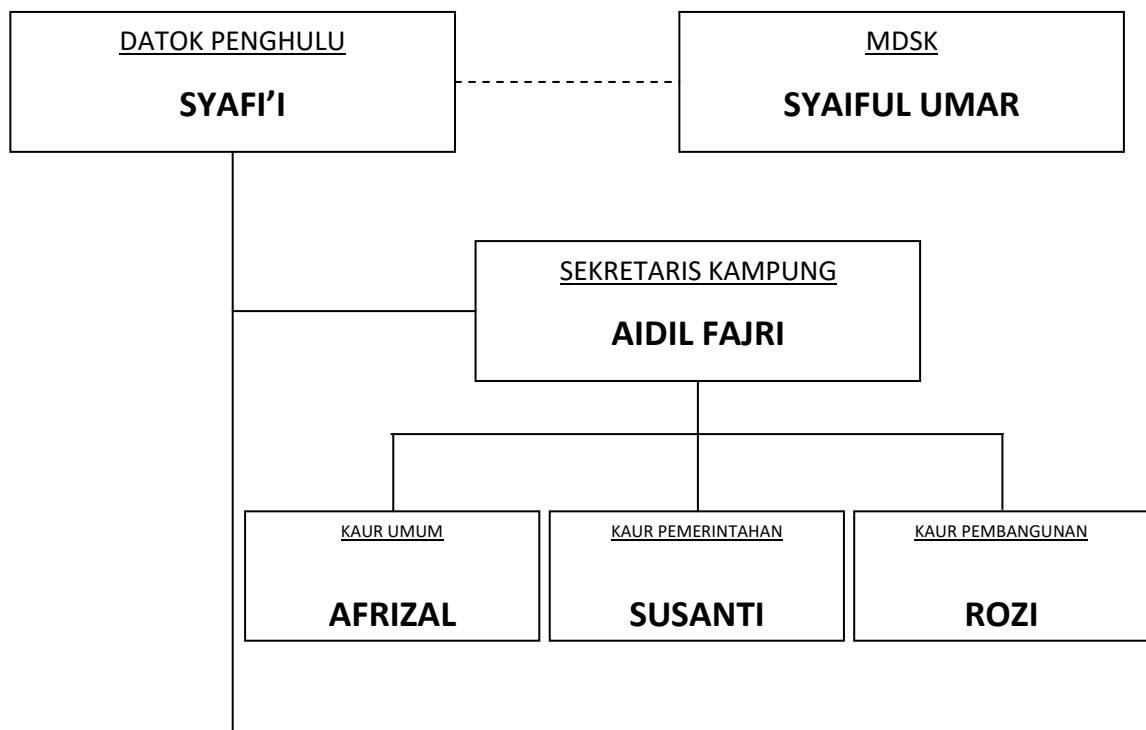 DATOK PENGHULU
SYAFI’I
MDSK
SYAIFUL UMAR
SEKRETARIS KAMPUNG
AIDIL FAJRI
KAUR UMUM
AFRIZAL
KAUR PEMERINTAHAN
SUSANTI
KAUR PEMBANGUNAN
ROZI